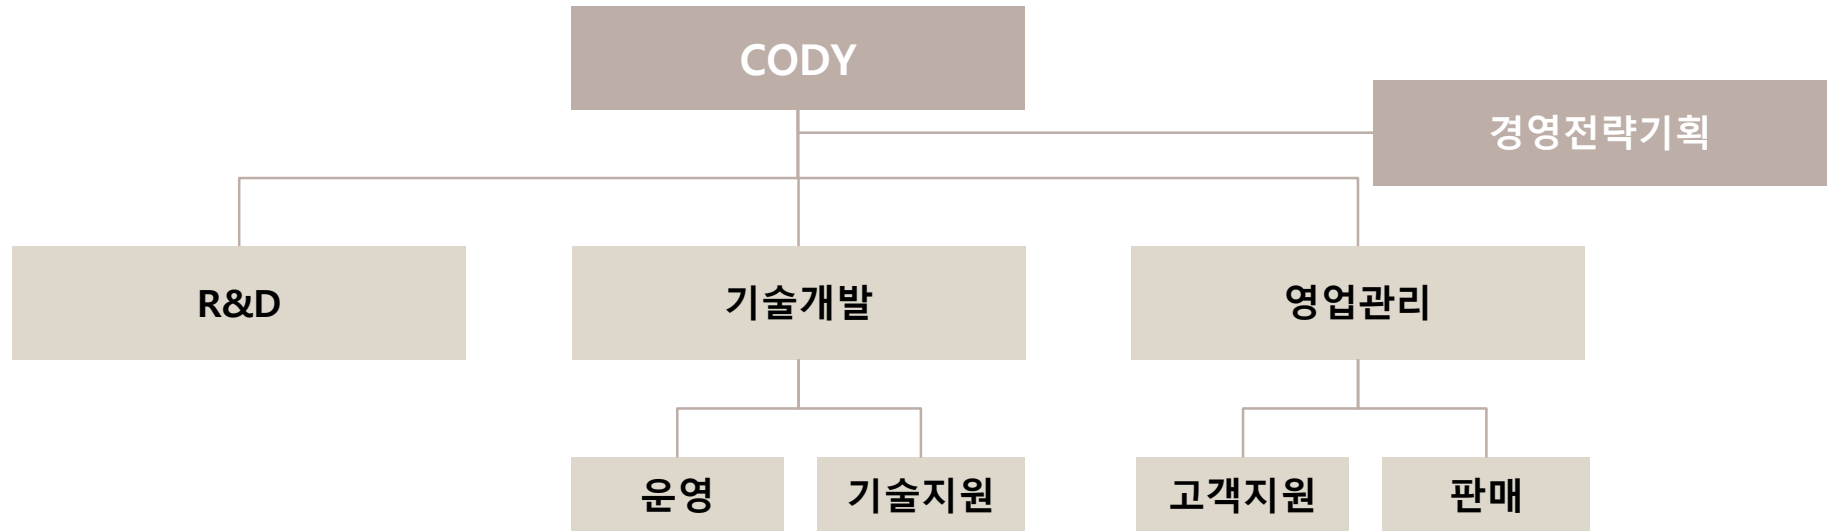 CODY
경영전략기획
R&D
기술개발
영업관리
운영
기술지원
고객지원
판매